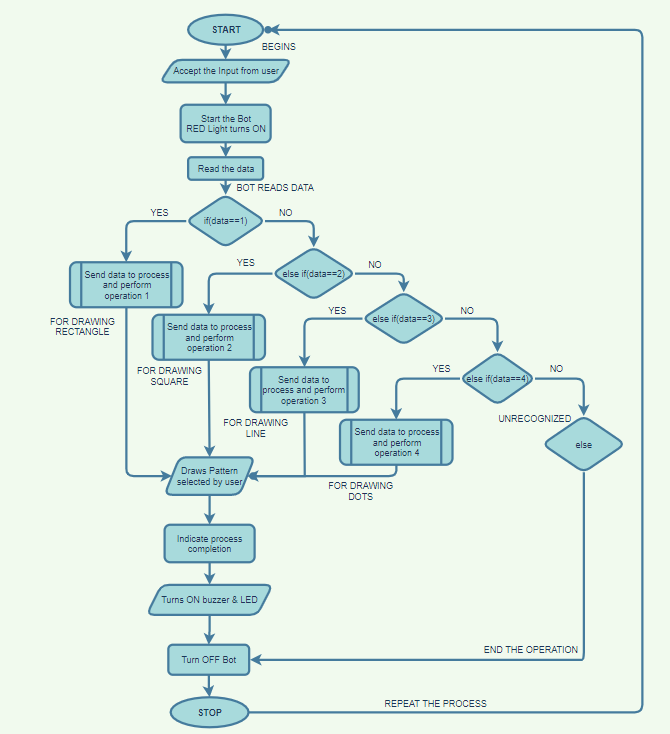 START
BEGINS
Accept the Input from user
Start the Bot
RED Light turns ON
Read the data
BOT READS DATA
YES
if(data==1)
NO
Send data to process
and perform
operation 1
FOR DRAWING
RECTANGLE
YES
else if(data==2)
NO
Send data to process
and perform
operation 2
FOR DRAWING
SQUARE
YES
else if(data==3)
NO
Send data to
process and perform
operation 3
FOR DRAWING
LINE
YES
else if(data==4)
NO
Send data to process
and perform
operation 4
FOR DRAWING
DOTS
UNRECOGNIZED
else
Draws Pattern
selected by user
Indicate process
completion
Turns ON buzzer & LED
END THE OPERATION
Turn OFF Bot
STOP
REPEAT THE PROCESS